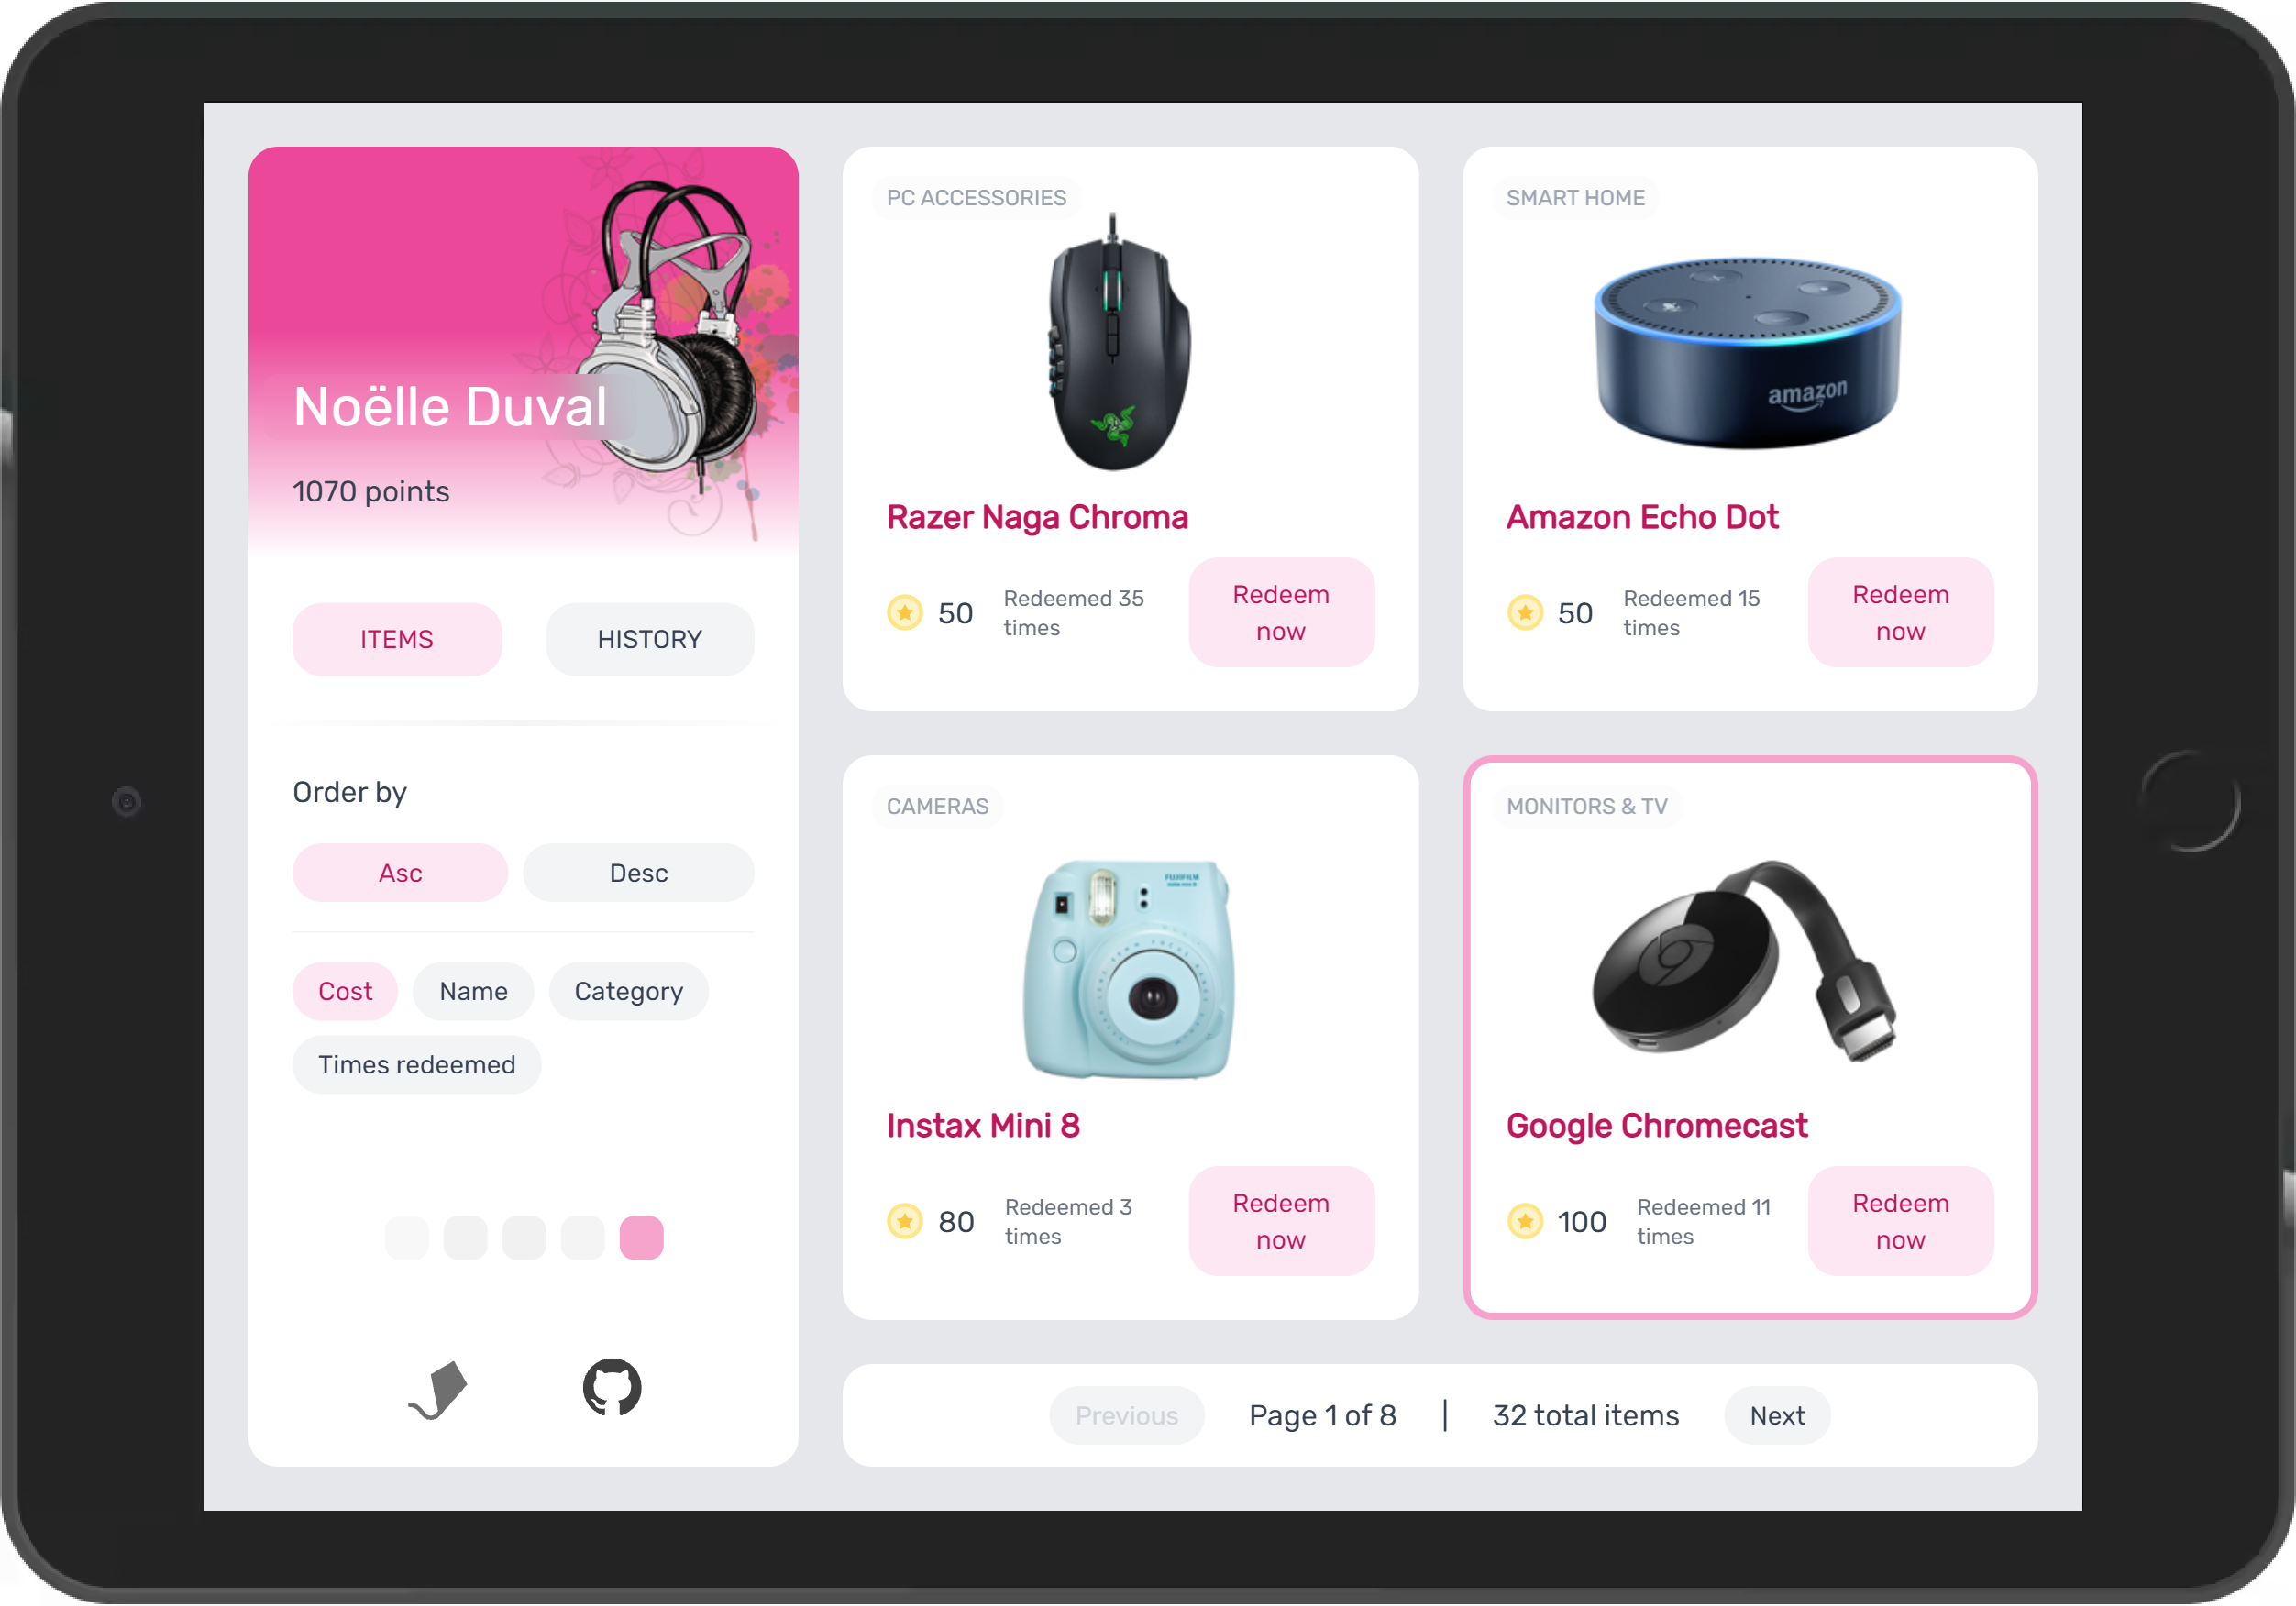 Noëlle Duval
1070 points
ITEMS
HISTORY
Order by
Asc
Desc
Cost
Name
Category
Times redeemed
PC ACCESSORIES
Razer Naga Chroma
50
Redeemed 35
times
Redeem
now
SMART HOME
amazon
Amazon Echo Dot
50
Redeemed 15
times
Redeem
now
CAMERAS
FUJIFILM
Instax Mini 8
80
Redeemed 3
times
Redeem
now
MONITORS & TV
Google Chromecast
100
Redeemed 11
times
Redeem
now
Previous
Page 1 of 8
|
32 total items
Next